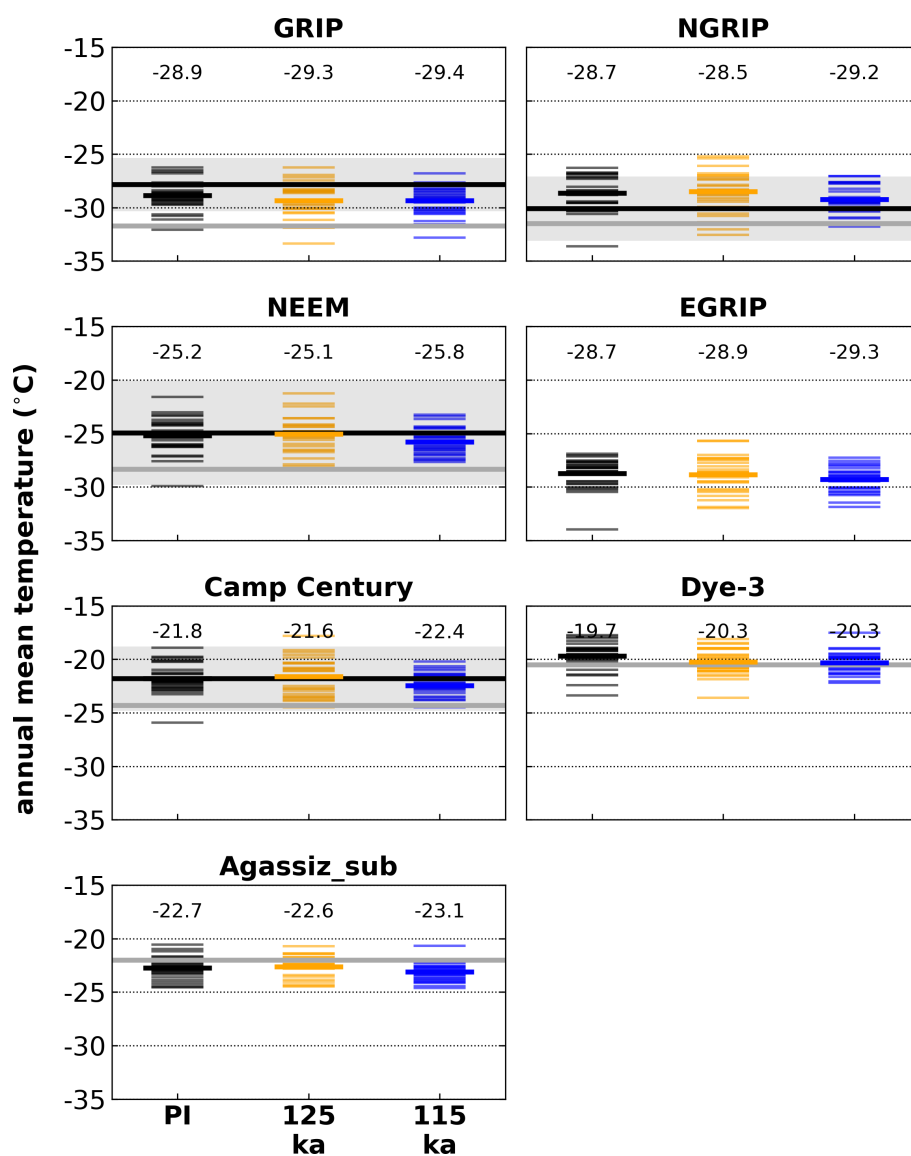 GRIP
NGRIP
-15
-28.9 -29.3 -29.4
-28.7 -28.5 -29.2
-20
-25
-30
-35
NEEM
EGRIP
-15
-25.2 -25.1 -25.8
-28.7 -28.9 -29.3
-20
-25
-30
-35
annual mean temperature (°C)
Camp Century
Dye-3
-15
-21.8 -21.6 -22.4
-19.7 -20.3 -20.3
-20
-25
-30
-35
Agassiz_sub
-15
-22.7 -22.6 -23.1
-20
-25
-30
-35
PI 125 115
ka ka